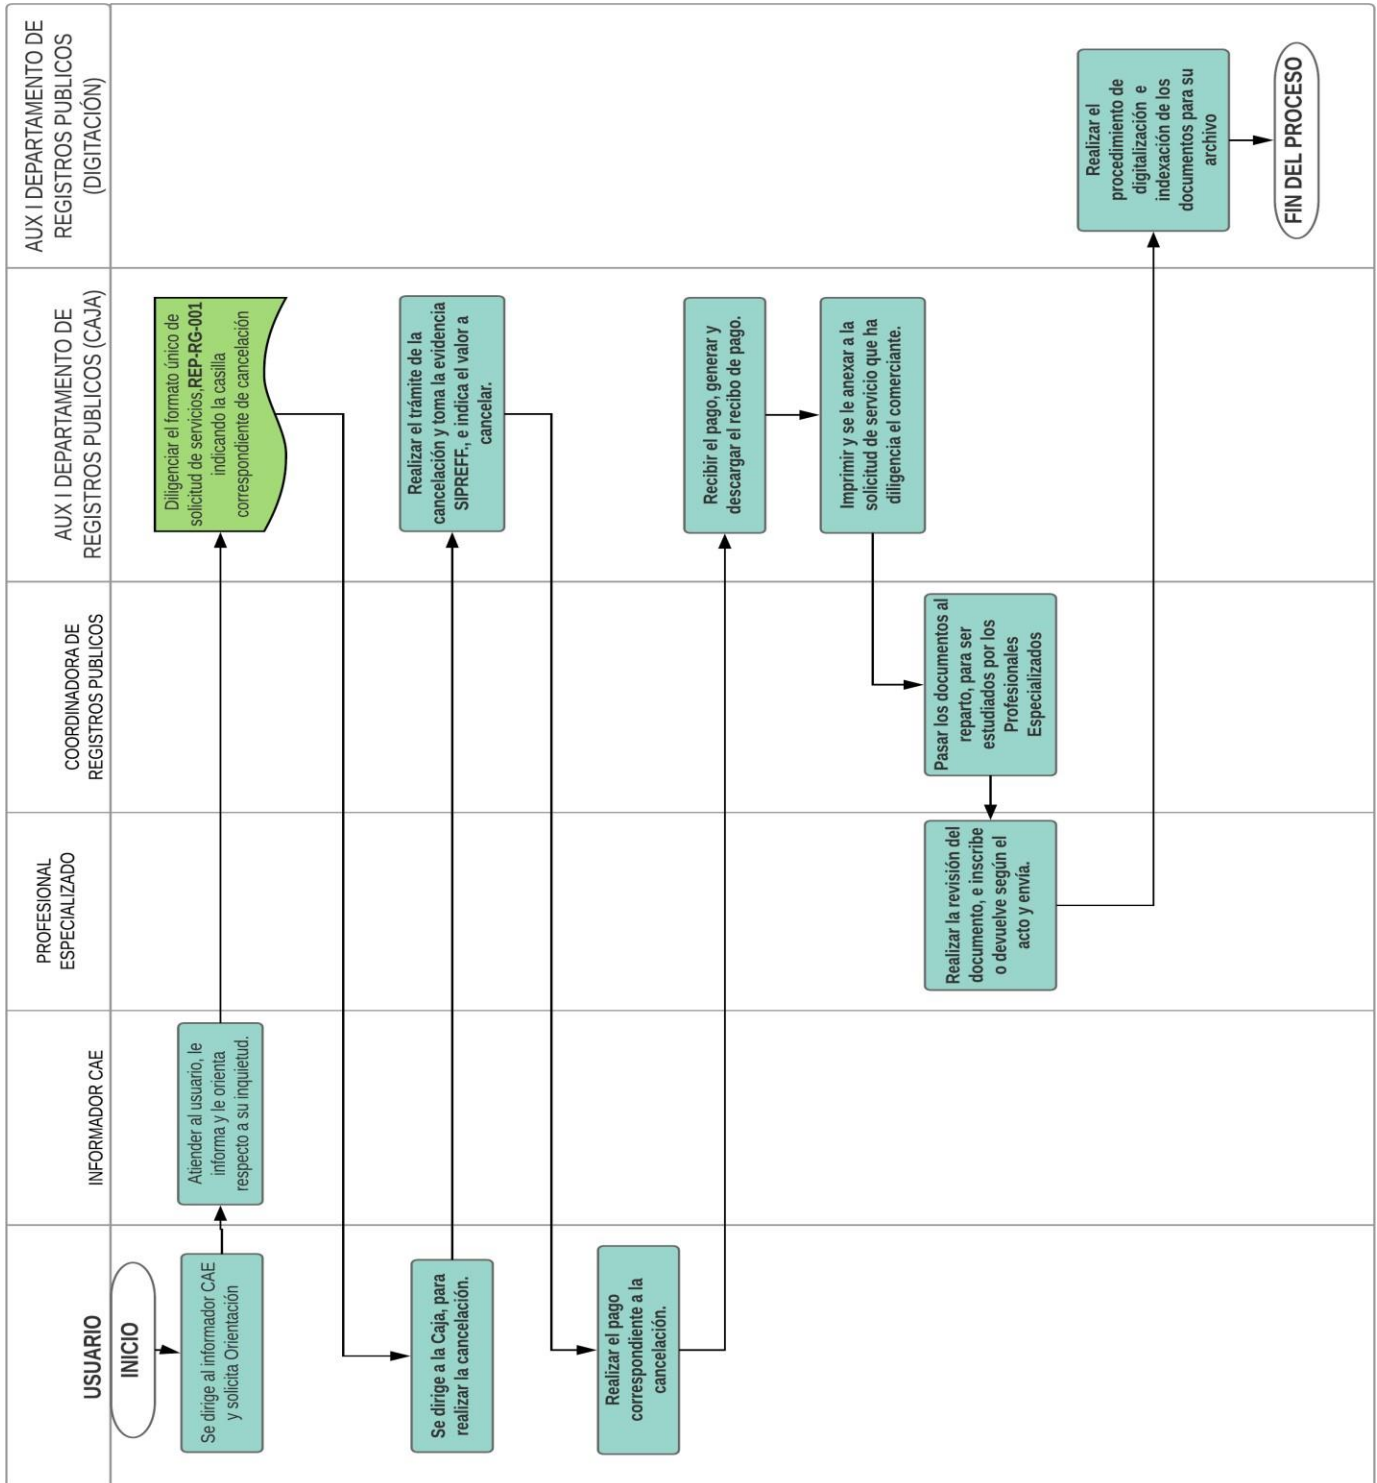 USUARIO
INFORMADOR CAE
PROFESIONAL
ESPECIALIZADO
COORDINADORA DE
REGISTROS PUBLICOS
AUX I DEPARTAMENTO DE
REGISTROS PUBLICOS (CAJA)
AUX I DEPARTAMENTO DE
REGISTROS PUBLICOS
(DIGITACIÓN)
INICIO
Se dirige al informador CAE
y solicita Orientación
Atiender al usuario, le
informa y le orienta
respecto a su inquietud.
Diligenciar el formato único de
solicitud de servicios,REP-RG-001
indicando la casilla
correspondiente de cancelación
Se dirige a la Caja, para
realizar la cancelación.
Realizar el trámite de la
cancelación y toma la evidencia
SIPREFF., e indica el valor a
cancelar.
Realizar el pago
correspondiente a la
cancelación.
Recibir el pago, generar y
descargar el recibo de pago.
Imprimir y se le anexar a la
solicitud de servicio que ha
diligencia el comerciante.
Pasar los documentos al
reparto, para ser
estudiados por los
Profesionales
Especializados
Realizar la revisión del
documento, e inscribe
o devuelve según el
acto y envía.
Realizar el
procedimiento de
digitalización e
indexación de los
documentos para su
archivo
FIN DEL PROCESO